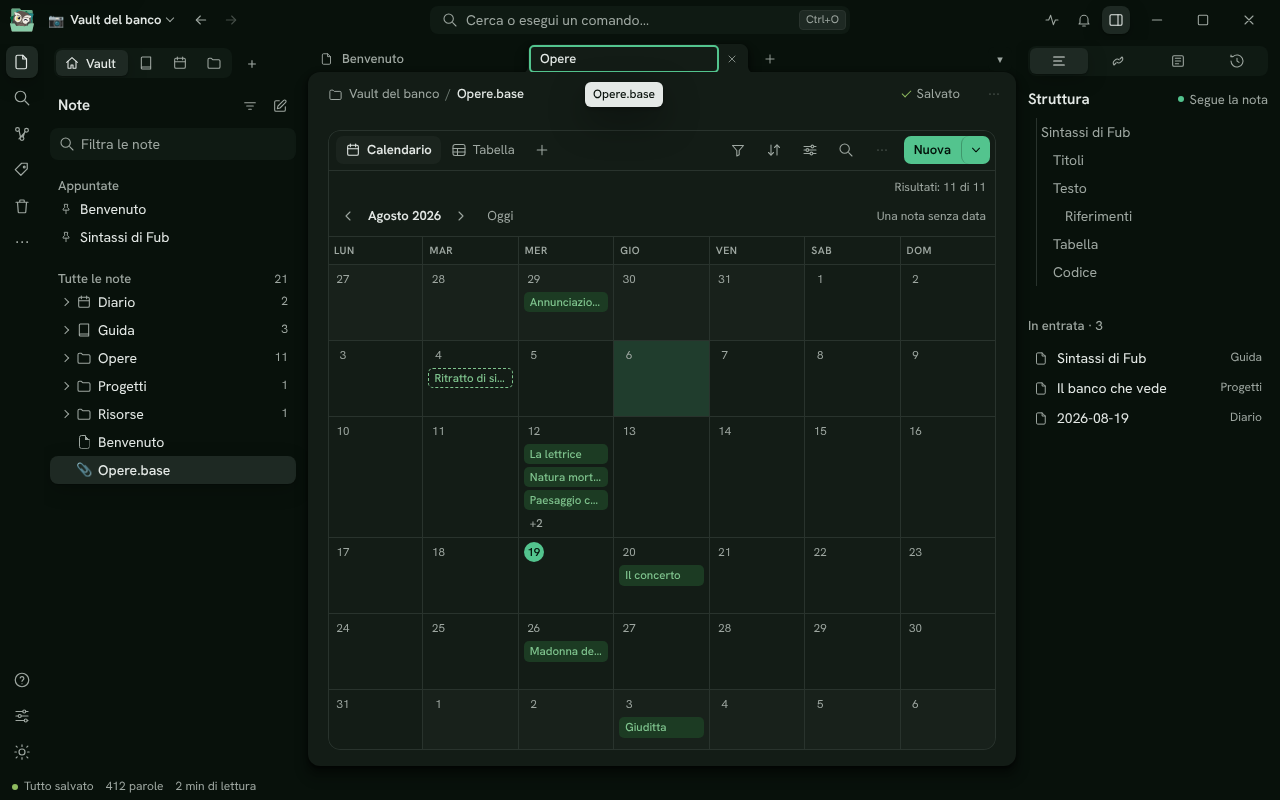 Vault del banco
Cerca o esegui un comando...
Ctrl+O
Vault
Benvenuto
Opere
Opere.base
Note
Filtra le note
Appuntate
Benvenuto
Sintassi di Fub
Tutte le note 21
Diario 2
Guida 3
Opere 11
Progetti 1
Risorse 1
Benvenuto
Opere.base
Vault del banco / Opere.base
Salvato
Calendario
Tabella
Nuova
Risultati: 11 di 11
Agosto 2026
Oggi
Una nota senza data
LUN MAR MER GIO VEN SAB DOM
27 28 29 30 31 1 2
Annunciazio...
3 4 5 6 7 8 9
Ritratto di si...
10 11 12 13 14 15 16
La lettrice
Natura mort...
Paesaggio c...
+2
17 18 19 20 21 22 23
Il concerto
24 25 26 27 28 29 30
Madonna de...
31 1 2 3 4 5 6
Giuditta
Struttura
Segue la nota
Sintassi di Fub
Titoli
Testo
Riferimenti
Tabella
Codice
In entrata · 3
Sintassi di Fub Guida
Il banco che vede Progetti
2026-08-19 Diario
Tutto salvato 412 parole 2 min di lettura